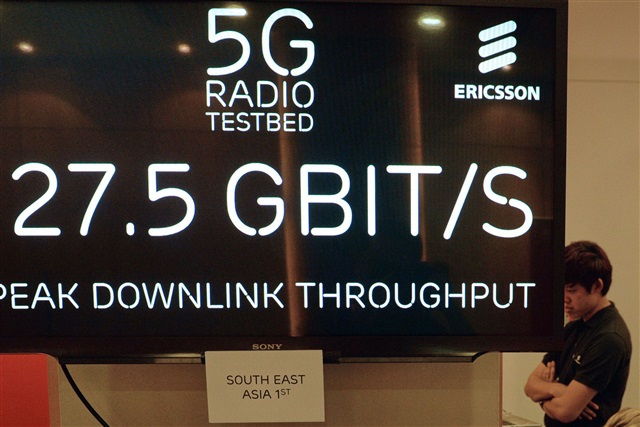 5G
RADIO
TESTBED
ERICSSON
27.5 GBIT/S
PEAK DOWNLINK THROUGHPUT
SONY
SOUTH EAST
ASIA 1ST